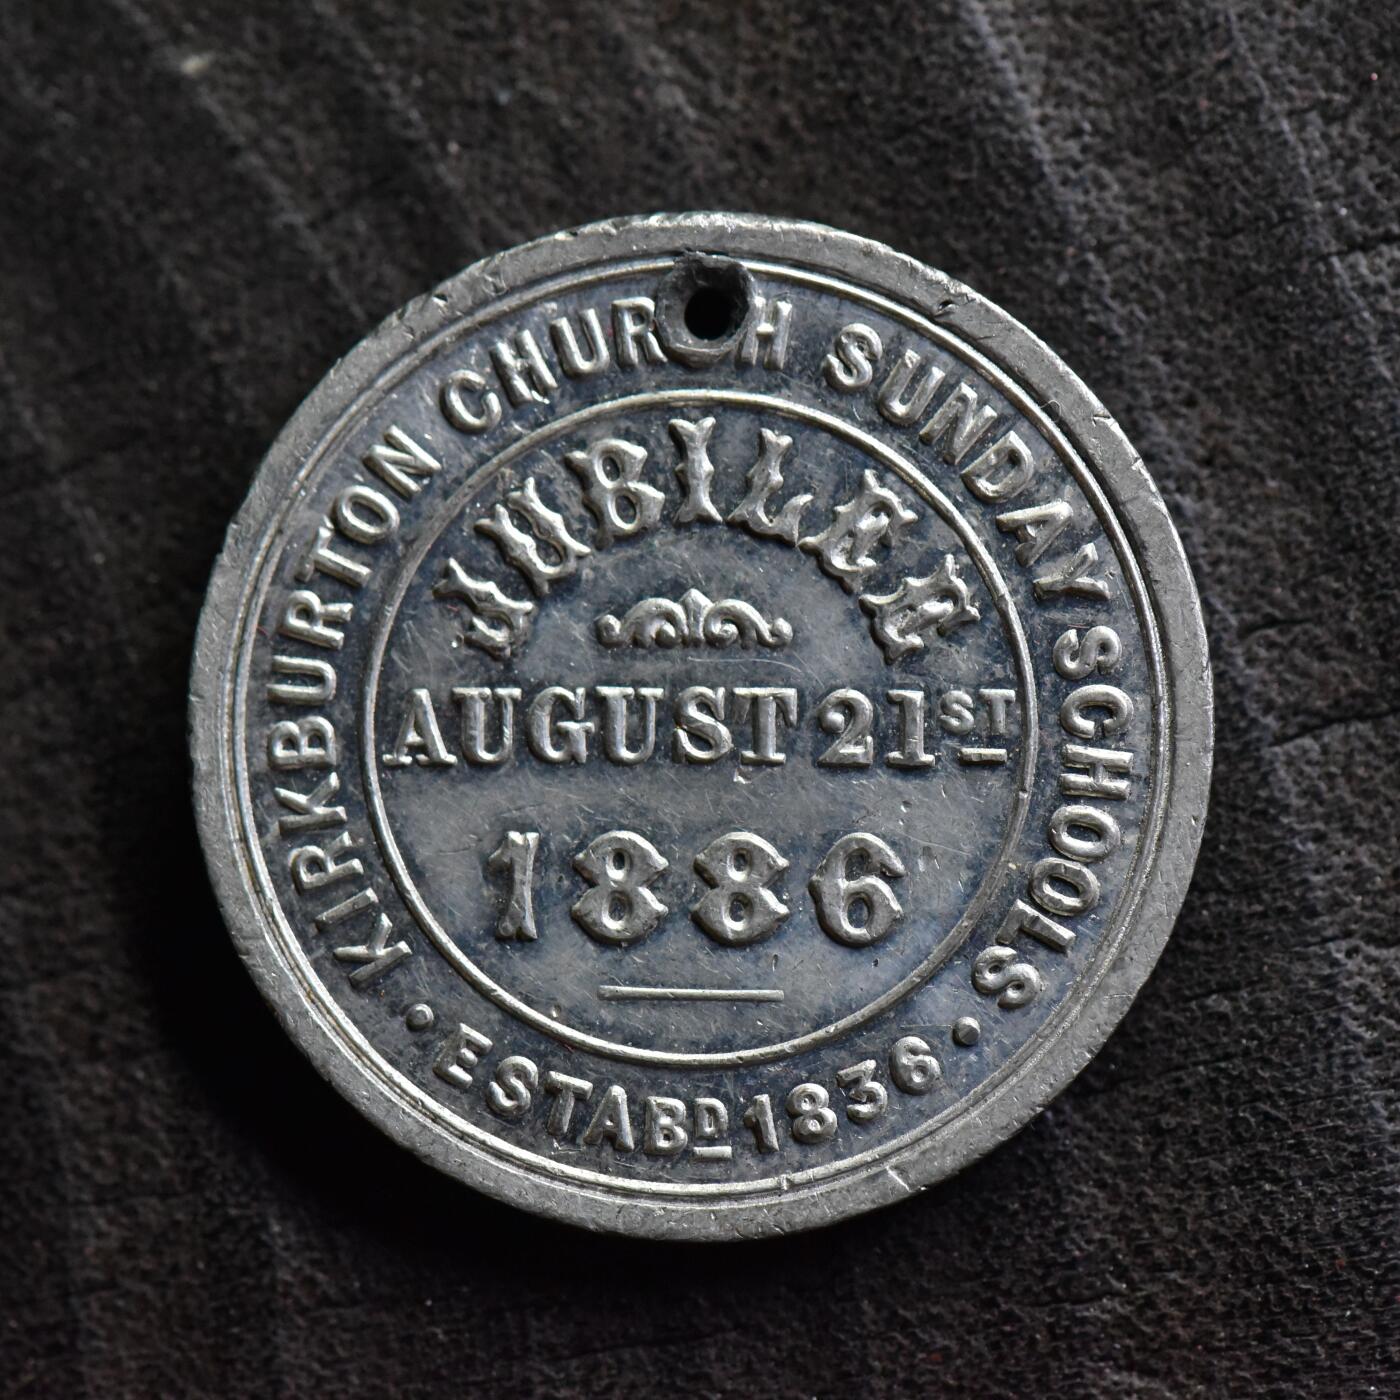 KIRKBURTON CHURCH SUNDAY SCHOOLS
JUBILEE
AUGUST 21ST
1886
• ESTABD 1836 •